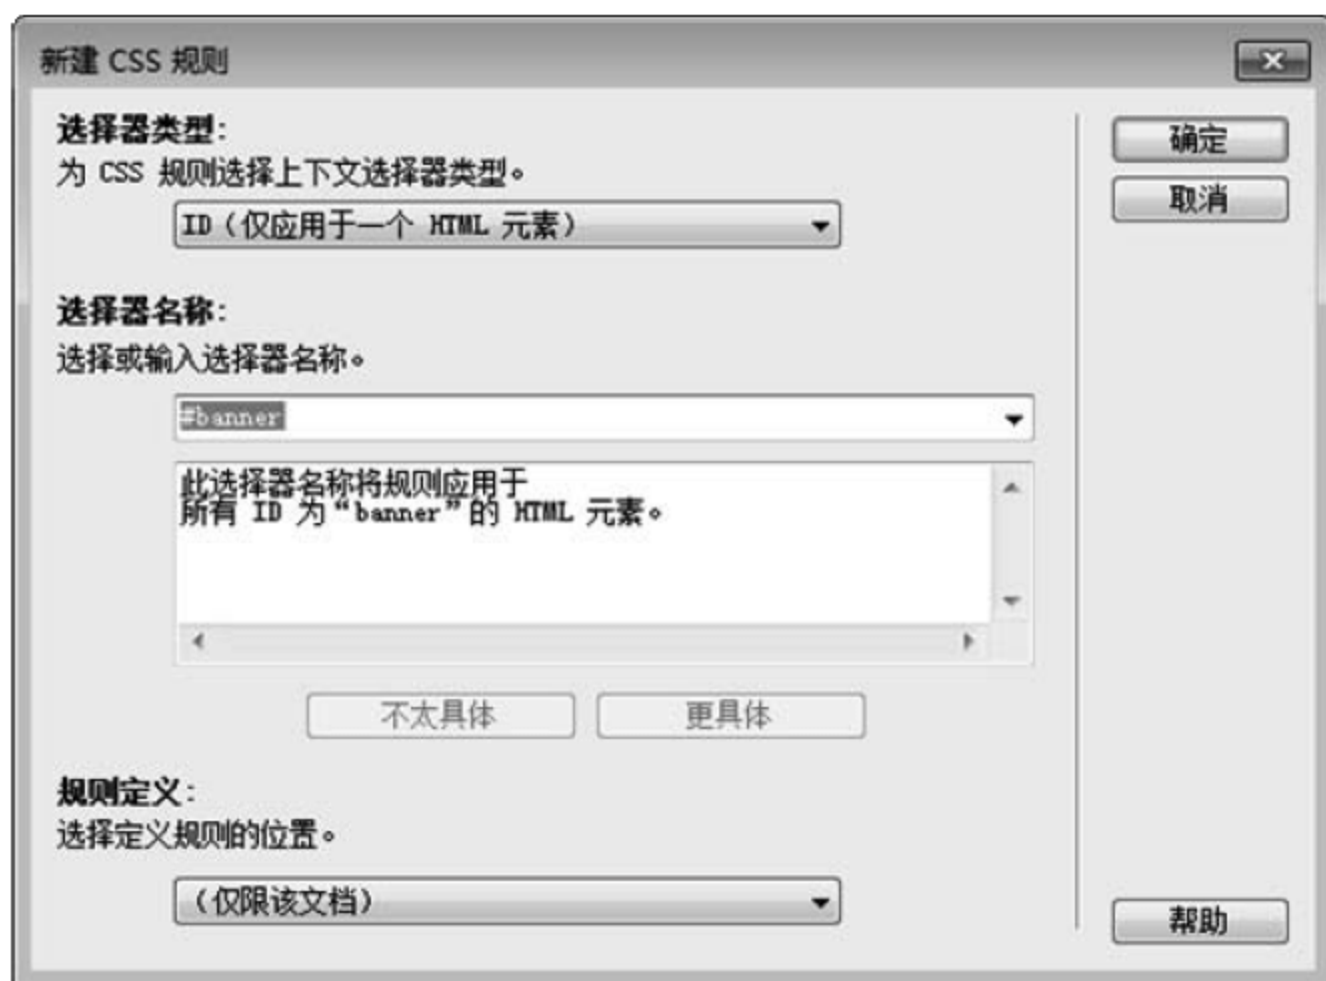 新建 CSS 规则
选择器类型:
为 CSS 规则选择上下文选择器类型。
ID（仅应用于一个 HTML 元素）
选择器名称:
选择或输入选择器名称。
#banner
此选择器名称将规则应用于
所有 ID 为“banner”的 HTML 元素。
不太具体
更具体
规则定义:
选择定义规则的位置。
（仅限该文档）
确定
取消
帮助